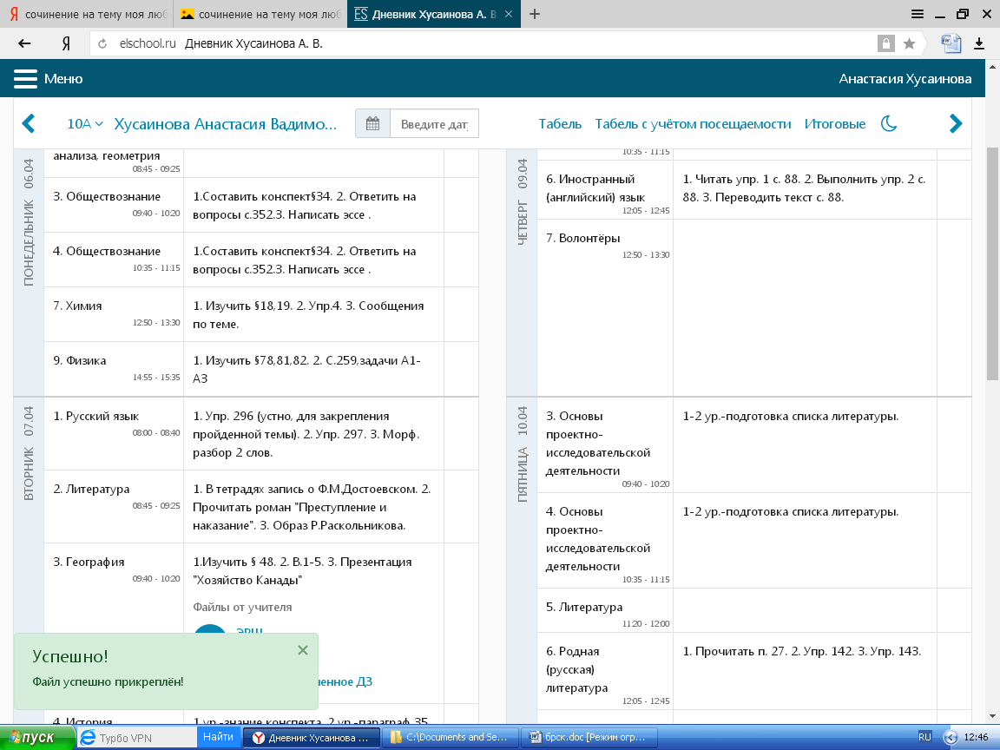 сочинение на тему моя люб
сочинение на тему моя люб
Дневник Хусаинова А. В
elschool.ru Дневник Хусаинова А. В.
Меню
Анастасия Хусаинова
10А Хусаинова Анастасия Вадимо...
Введите дат
Табель Табель с учётом посещаемости Итоговые
ПОНЕДЕЛЬНИК 06.04
анализа, геометрия
08:45 - 09:25
3. Обществознание
09:40 - 10:20
1.Составить конспект§34. 2. Ответить на
вопросы с.352.3. Написать эссе .
4. Обществознание
10:35 - 11:15
1.Составить конспект§34. 2. Ответить на
вопросы с.352.3. Написать эссе .
7. Химия
12:50 - 13:30
1. Изучить §18,19. 2. Упр.4. 3. Сообщения
по теме.
9. Физика
14:55 - 15:35
1. Изучить §78,81,82. 2. С.259,задачи А1-
А3
ВТОРНИК 07.04
1. Русский язык
08:00 - 08:40
1. Упр. 296 (устно, для закрепления
пройденной темы). 2. Упр. 297. 3. Морф.
разбор 2 слов.
2. Литература
08:45 - 09:25
1. В тетрадях запись о Ф.М.Достоевском. 2.
Прочитать роман "Преступление и
наказание". 3. Образ Р.Раскольникова.
3. География
09:40 - 10:20
1.Изучить § 48. 2. В.1-5. 3. Презентация
"Хозяйство Канады"
Файлы от учителя
ЭРШ
ненное ДЗ
4. История
1 ур.-знание конспекта. 2 ур.-параграф 35
Успешно!
Файл успешно прикреплён!
ЧЕТВЕРГ 09.04
10:35 - 11:15
6. Иностранный
(английский) язык
12:05 - 12:45
1. Читать упр. 1 с. 88. 2. Выполнить упр. 2 с.
88. 3. Переводить текст с. 88.
7. Волонтёры
12:50 - 13:30
ПЯТНИЦА 10.04
3. Основы
проектно-
исследовательской
деятельности
09:40 - 10:20
1-2 ур.-подготовка списка литературы.
4. Основы
проектно-
исследовательской
деятельности
10:35 - 11:15
1-2 ур.-подготовка списка литературы.
5. Литература
11:20 - 12:00
6. Родная
(русская)
литература
12:05 - 12:45
1. Прочитать п. 27. 2. Упр. 142. 3. Упр. 143.
пуск
Турбо VPN
Найти
Дневник Хусаинова ...
C:\Documents and Se...
брск.doc [Режим огр...
RU
12:46